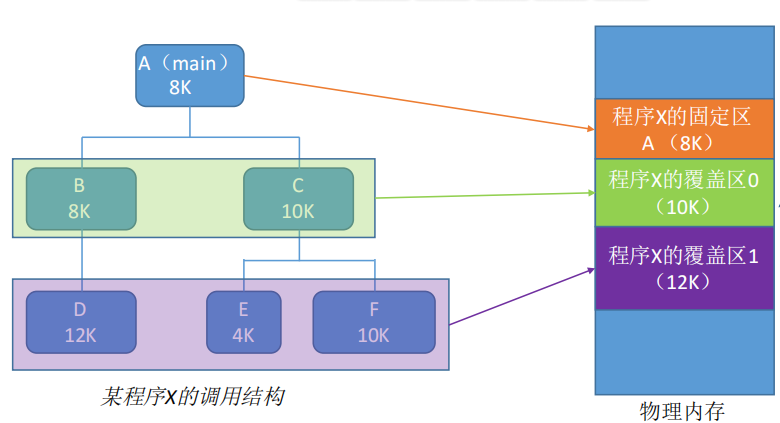 A（main）
8K
B
8K
C
10K
D
12K
E
4K
F
10K
某程序X的调用结构
程序X的固定区
A （8K）
程序X的覆盖区0
（10K）
程序X的覆盖区1
（12K）
物理内存